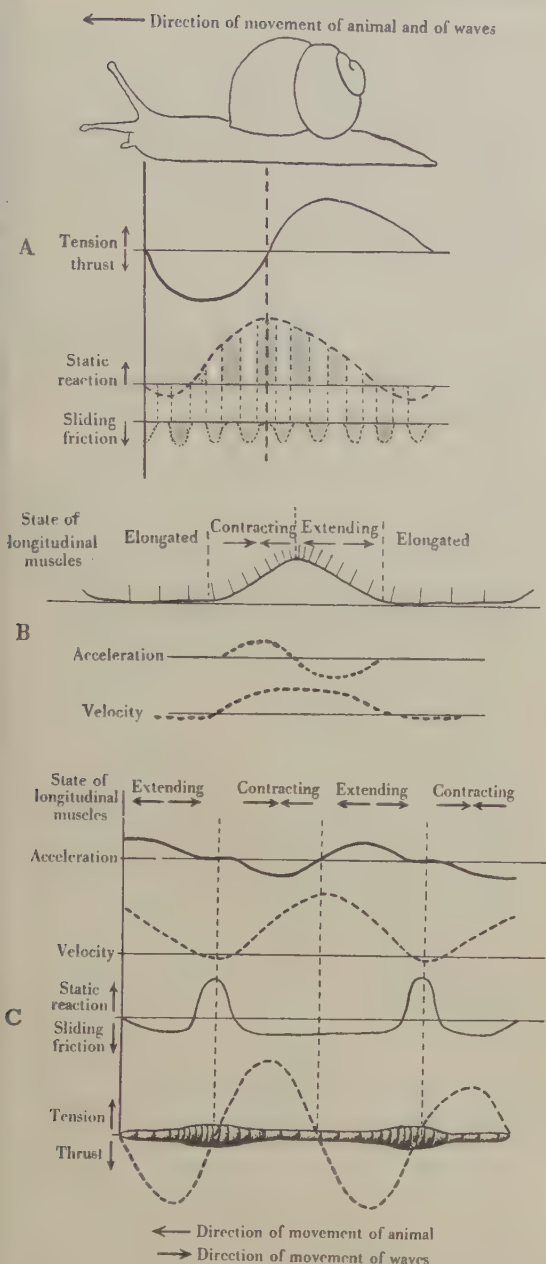 ← Direction of movement of animal and of waves
A
Tension ↑
thrust ↓
Static
reaction ↑
Sliding
friction ↓
State of
longitudinal
muscles
Elongated
Contracting
Extending
Elongated
B
Acceleration
Velocity
State of
longitudinal
muscles
Extending
Contracting
Extending
Contracting
Acceleration
Velocity
C
Static
reaction
Sliding
friction
Tension
Thrust
← Direction of movement of animal
→ Direction of movement of waves